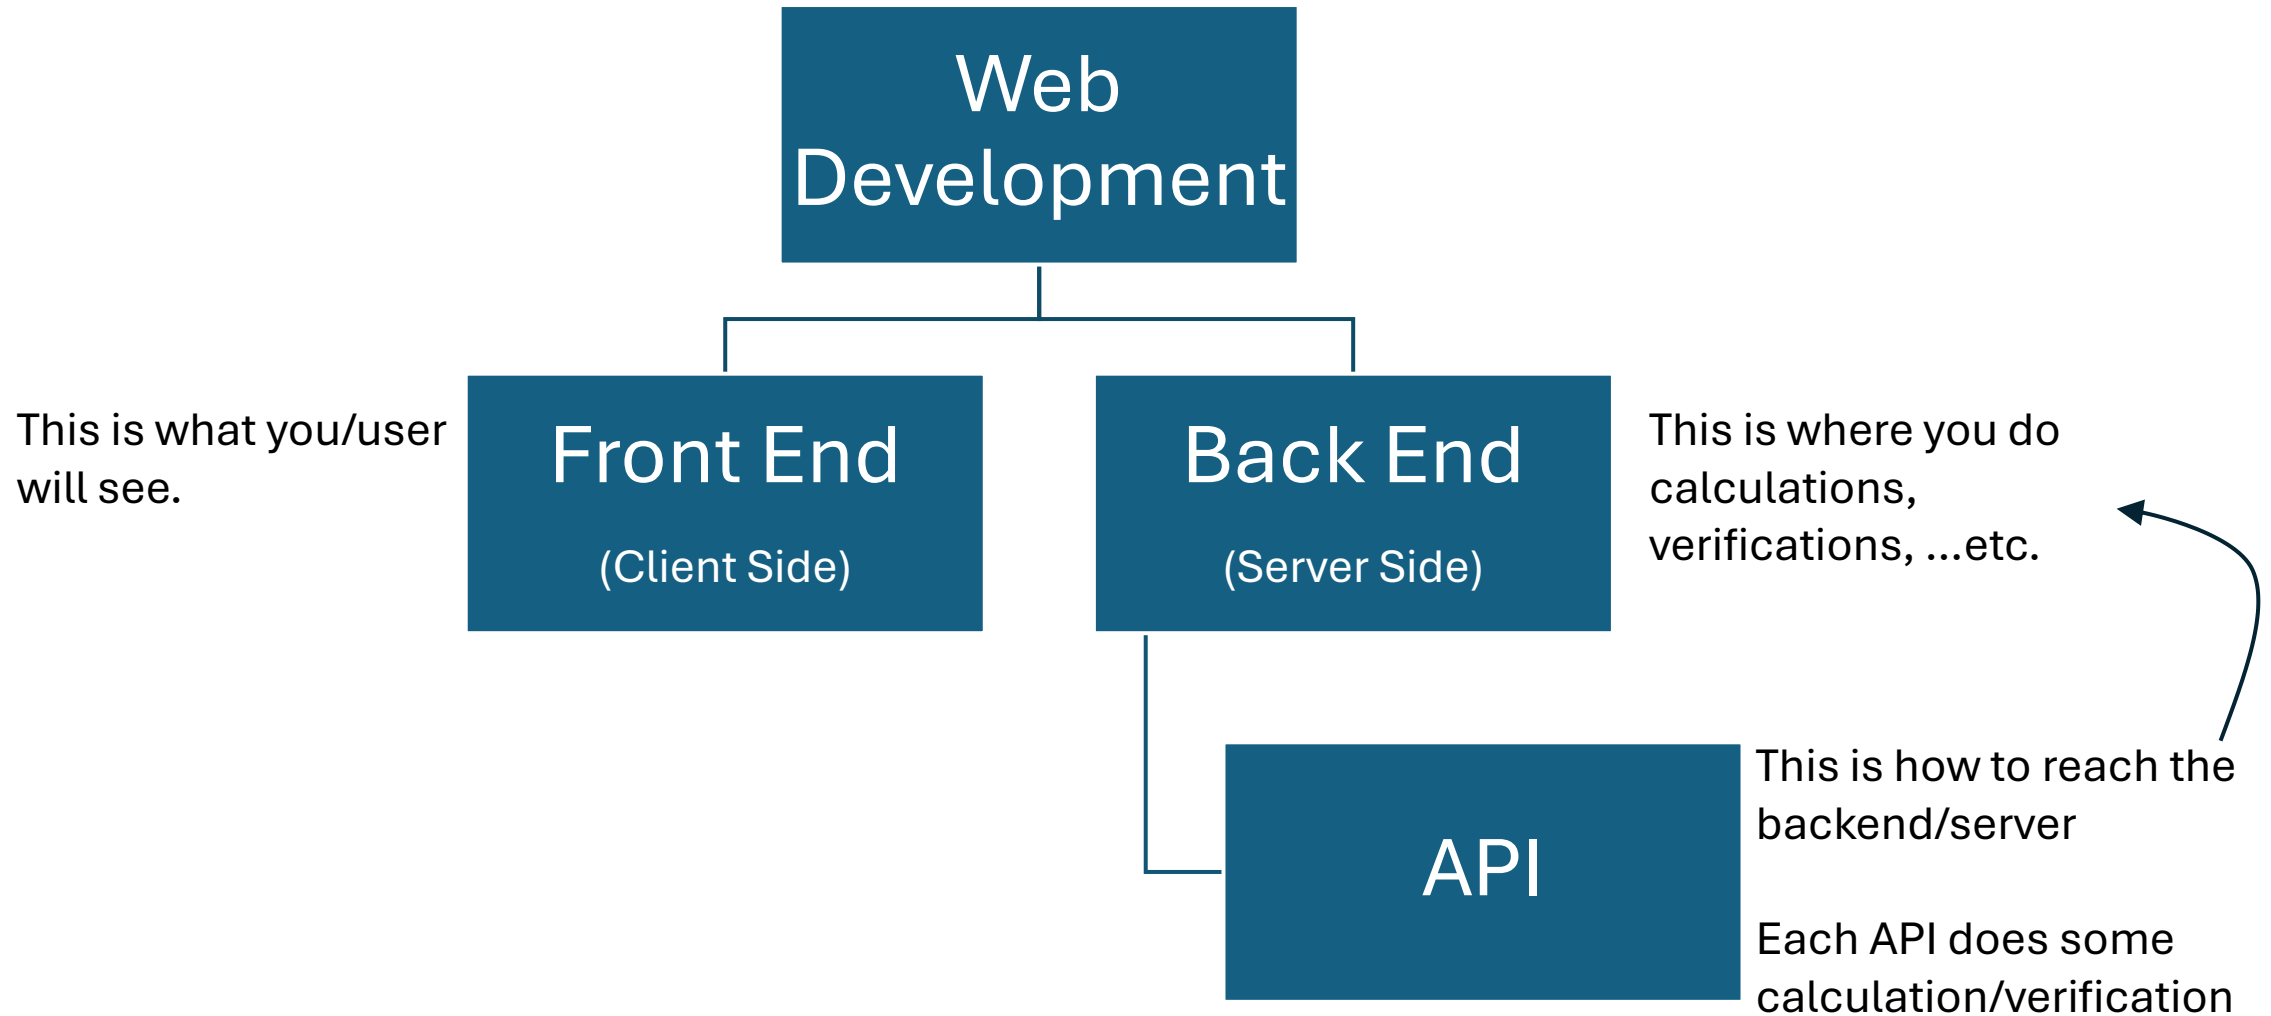 Web
Development
This is what you/user
will see.
Front End
(Client Side)
Back End
(Server Side)
This is where you do
calculations,
verifications, ...etc.
API
This is how to reach the
backend/server
Each API does some
calculation/verification